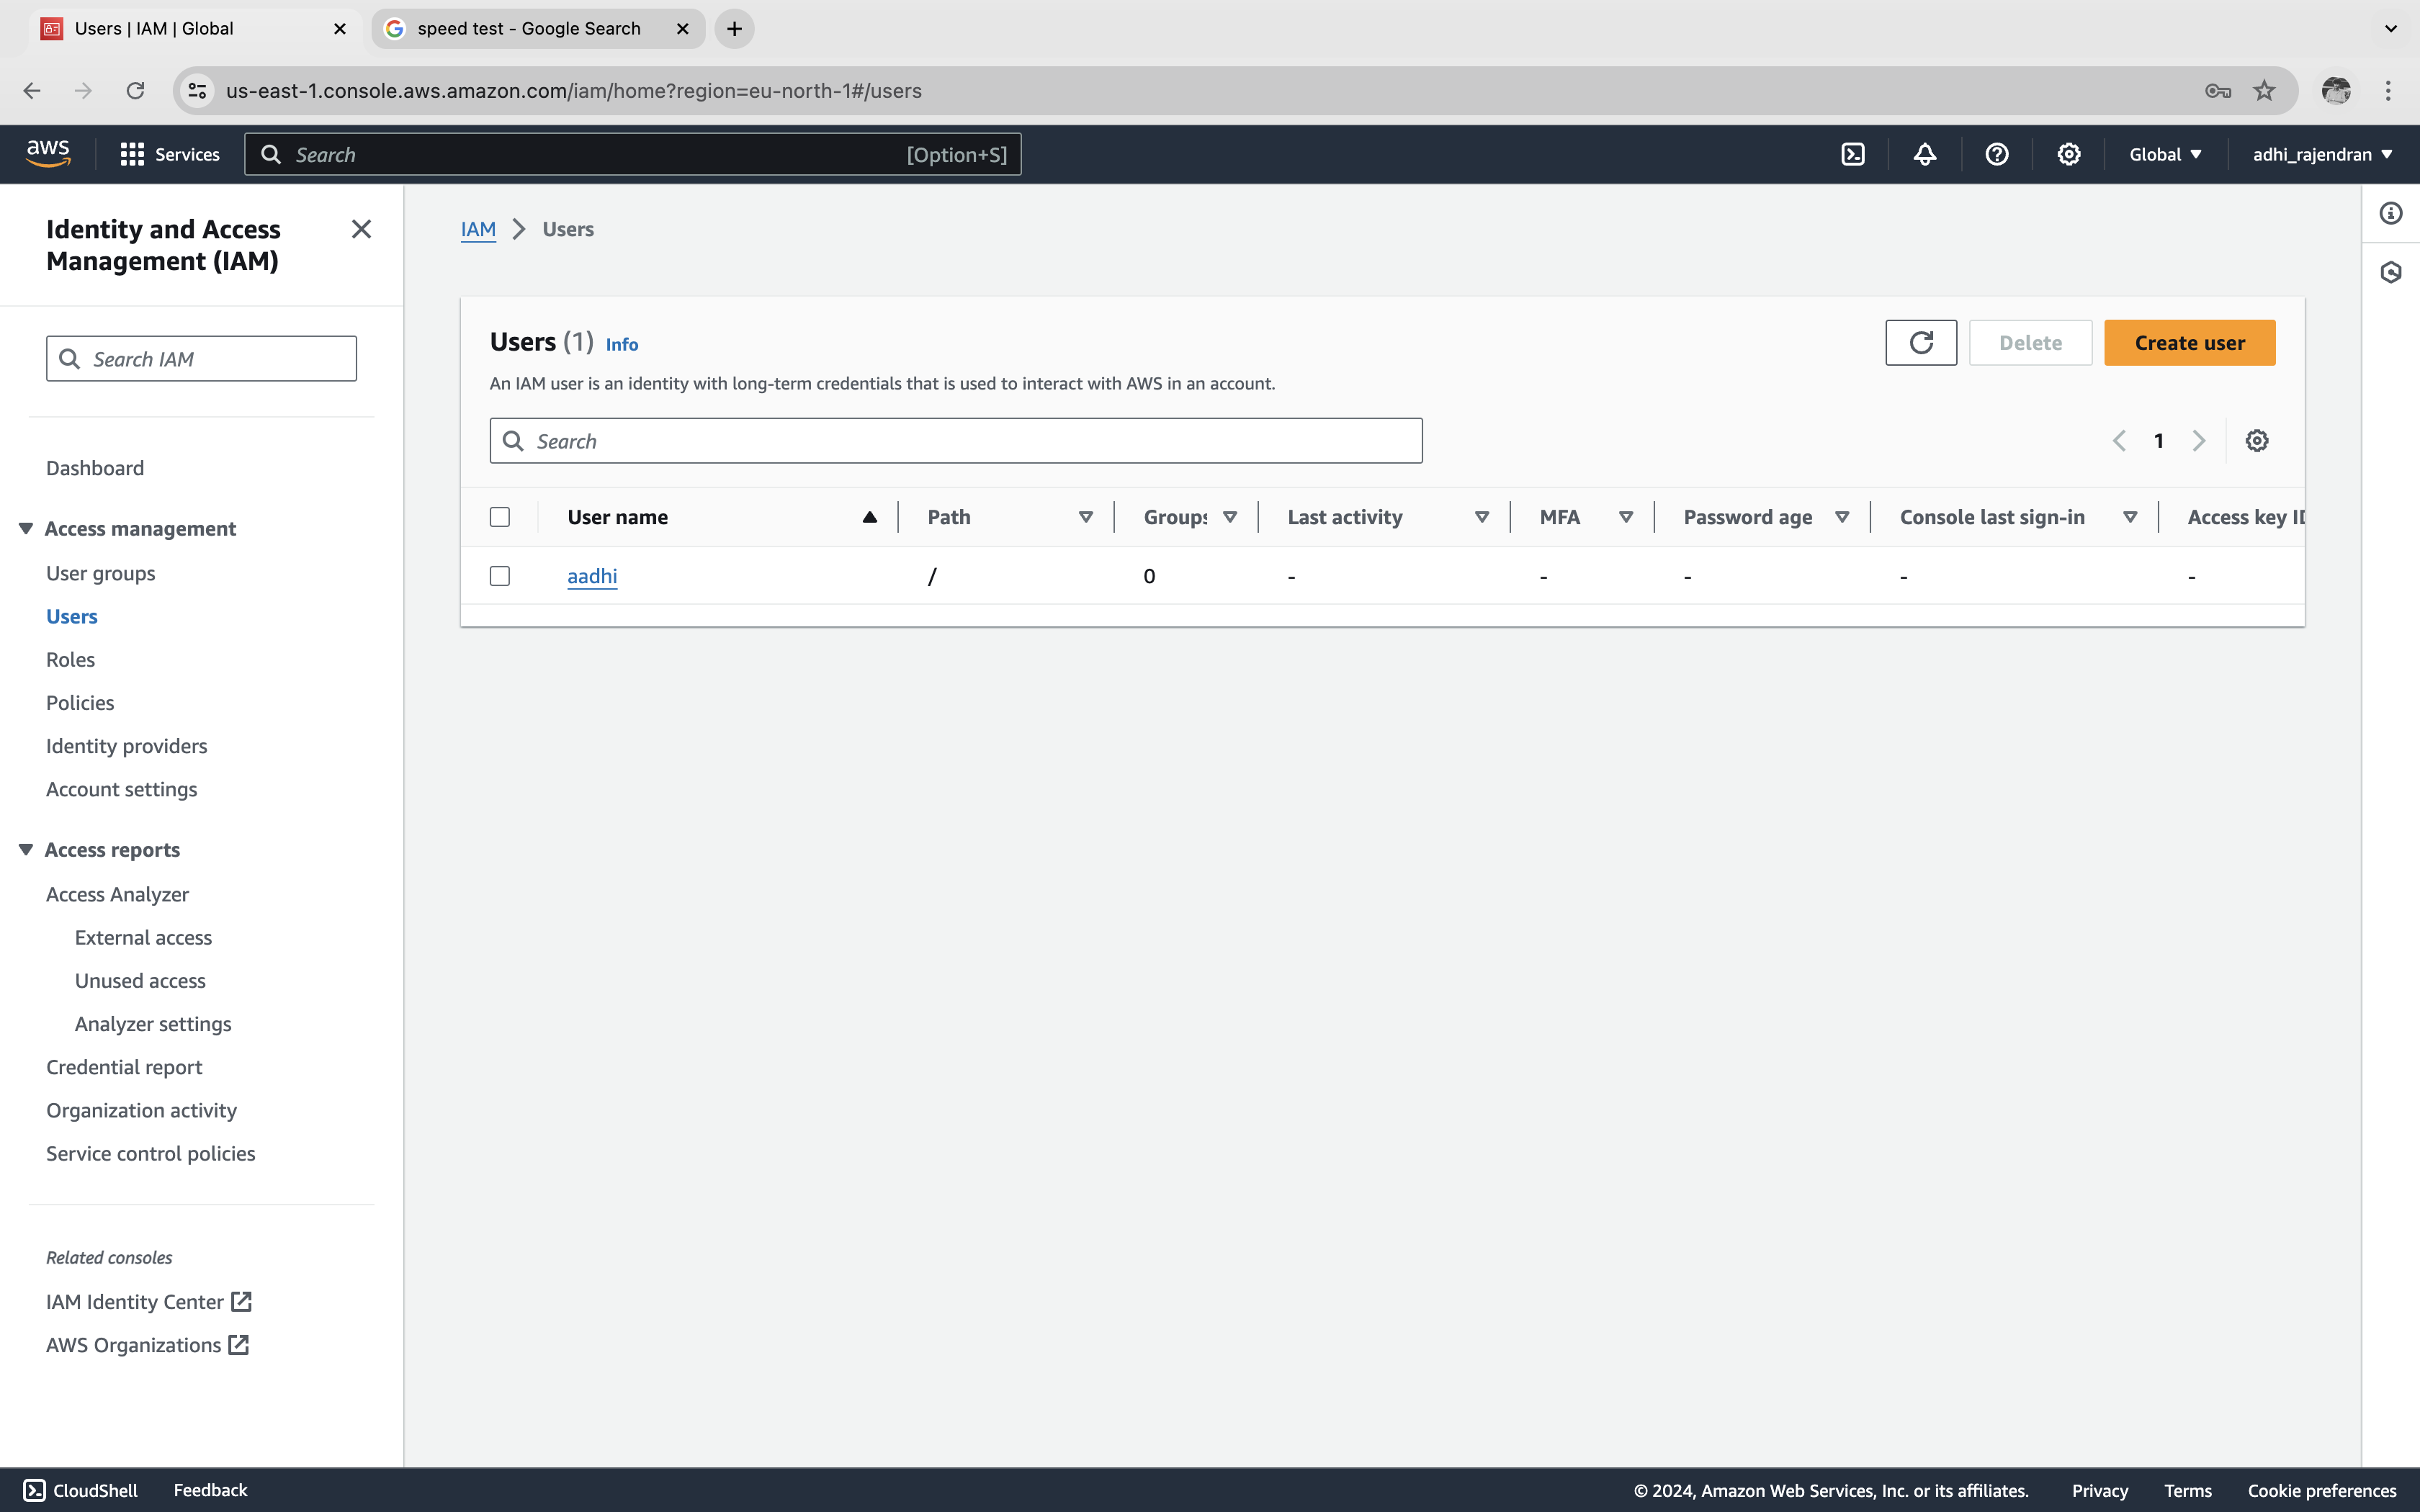 Users | IAM | Global
speed test - Google Search
us-east-1.console.aws.amazon.com/iam/home?region=eu-north-1#/users
aws
Services
Search
[Option+S]
Global
adhi_rajendran
Identity and Access
Management (IAM)
Search IAM
Dashboard
Access management
User groups
Users
Roles
Policies
Identity providers
Account settings
Access reports
Access Analyzer
External access
Unused access
Analyzer settings
Credential report
Organization activity
Service control policies
Related consoles
IAM Identity Center
AWS Organizations
IAM > Users
Users (1) Info
Delete
Create user
An IAM user is an identity with long-term credentials that is used to interact with AWS in an account.
Search
1
User name Path Groups Last activity MFA Password age Console last sign-in Access key ID
aadhi / 0 - - - - -
CloudShell
Feedback
© 2024, Amazon Web Services, Inc. or its affiliates.
Privacy
Terms
Cookie preferences